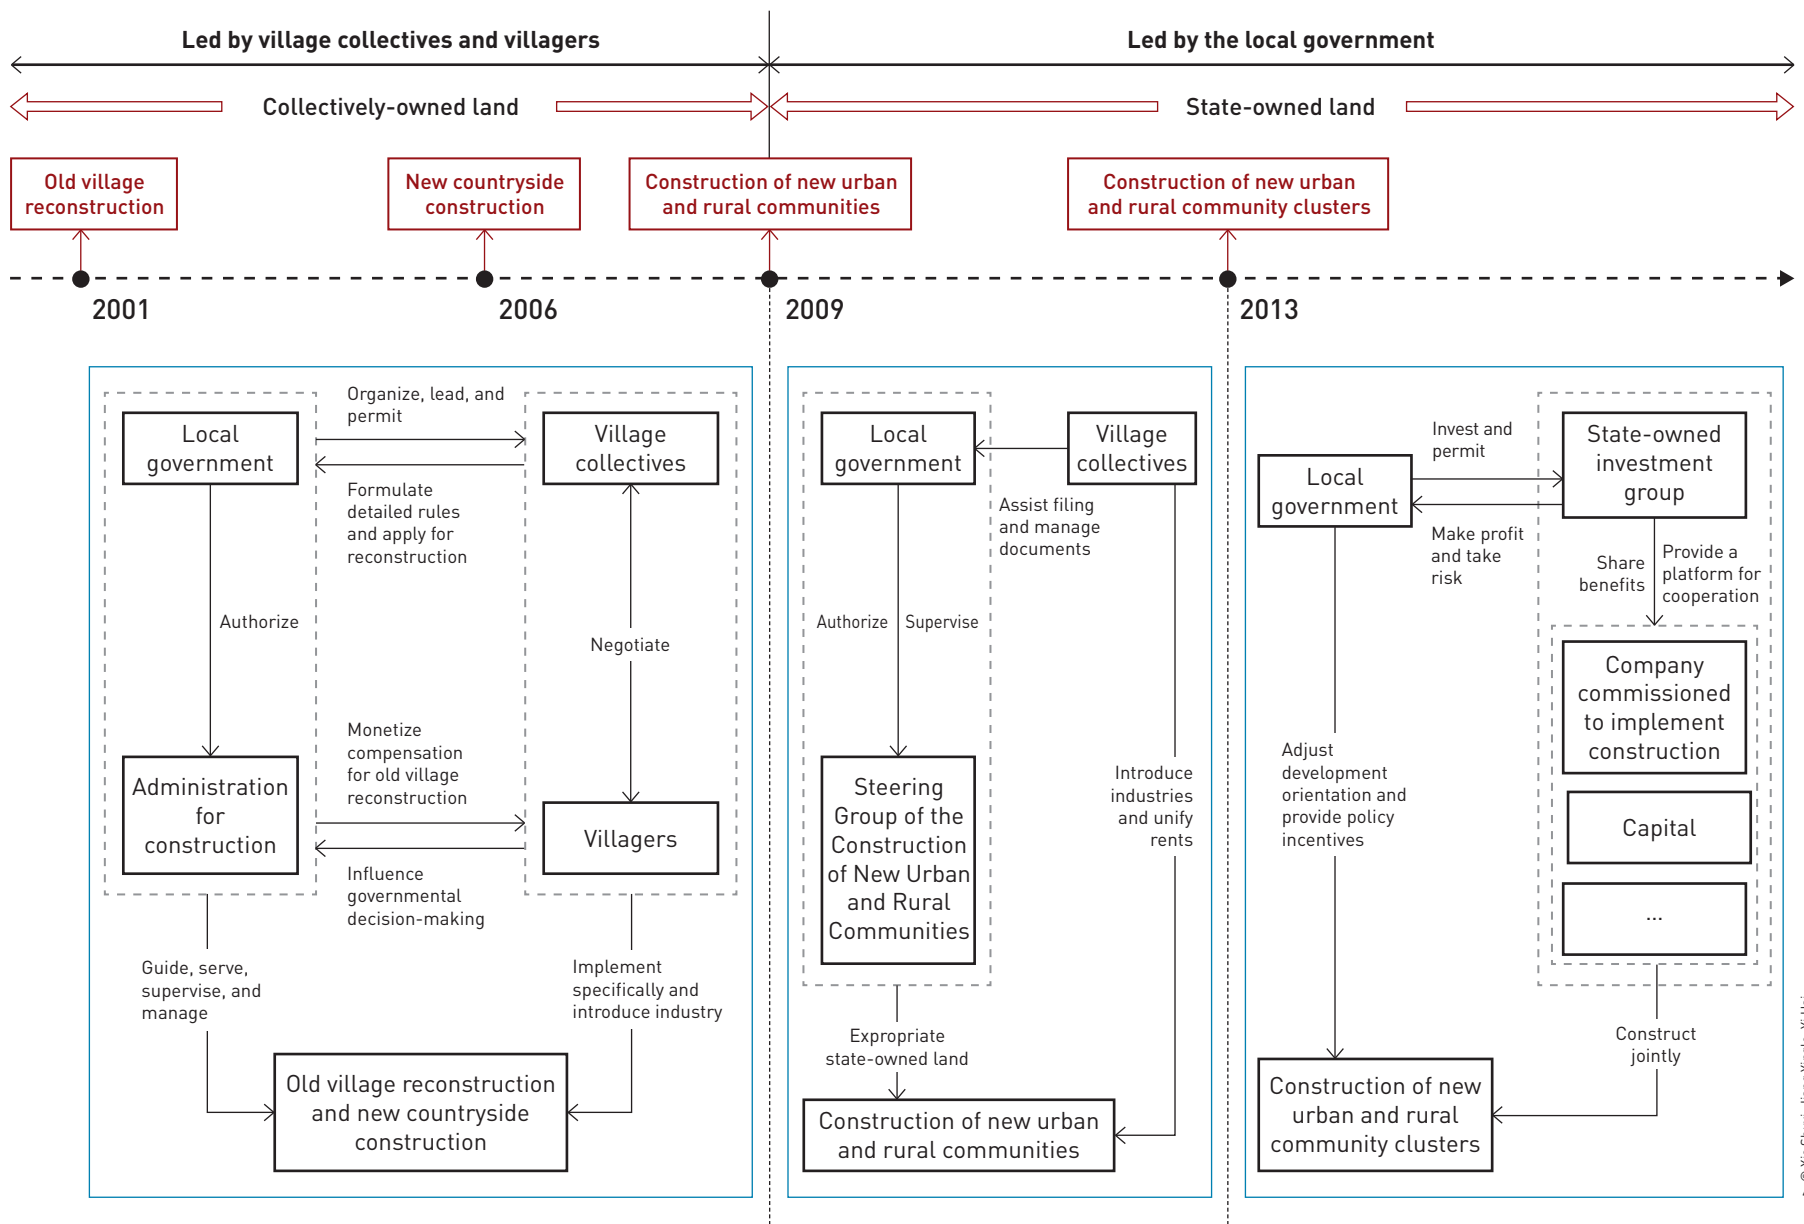 Led by village collectives and villagers
Led by the local government
Collectively-owned land
State-owned land
Old village
reconstruction
New countryside
construction
Construction of new urban
and rural communities
Construction of new urban
and rural community clusters
2001
2006
2009
2013
Local
government
Organize, lead, and
permit
Village
collectives
Formulate
detailed rules
and apply for
reconstruction
Authorize
Negotiate
Monetize
compensation
for old village
reconstruction
Administration
for
construction
Villagers
Influence
governmental
decision-making
Guide, serve,
supervise, and
manage
Implement
specifically and
introduce industry
Old village reconstruction
and new countryside
construction
Local
government
Village
collectives
Assist filing
and manage
documents
Authorize
Supervise
Steering
Group of the
Construction
of New Urban
and Rural
Communities
Introduce
industries
and unify
rents
Expropriate
state-owned land
Construction of new urban
and rural communities
Local
government
Invest and
permit
State-owned
investment
group
Make profit
and take
risk
Share
benefits
Provide a
platform for
cooperation
Company
commissioned
to implement
construction
Adjust
development
orientation and
provide policy
incentives
Capital
...
Construct
jointly
Construction of new
urban and rural
community clusters